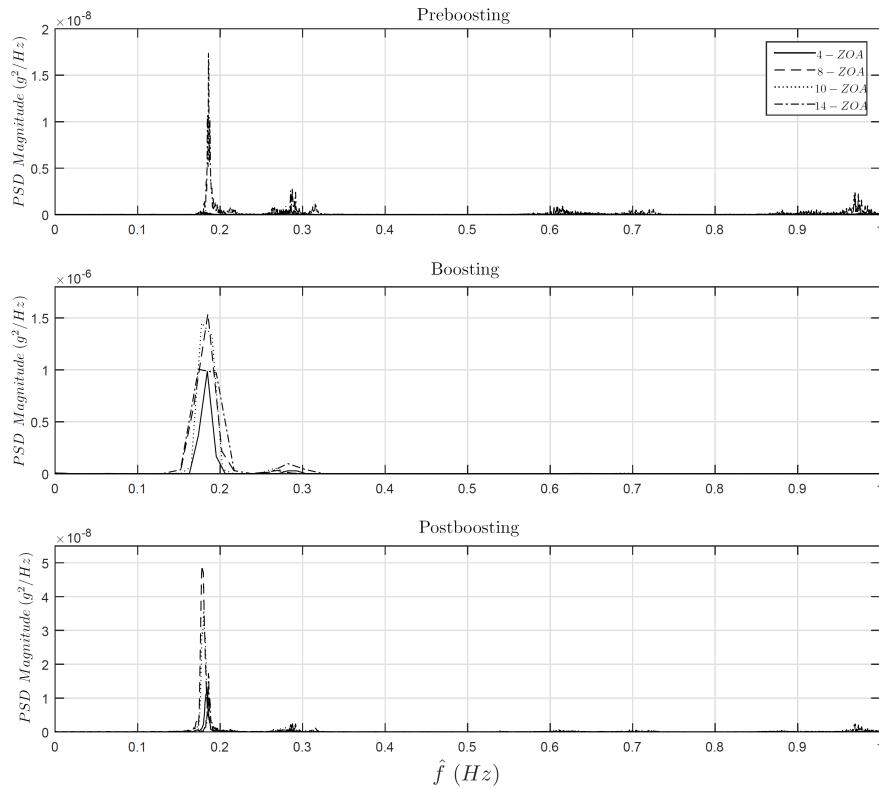 Preboosting
×10⁻⁸
PSD Magnitude (g²/Hz)
2
1.5
1
0.5
0
0 0.1 0.2 0.3 0.4 0.5 0.6 0.7 0.8 0.9 1
4 − ZOA
8 − ZOA
10 − ZOA
14 − ZOA
Boosting
×10⁻⁶
PSD Magnitude (g²/Hz)
1.5
1
0.5
0
0 0.1 0.2 0.3 0.4 0.5 0.6 0.7 0.8 0.9 1
Postboosting
×10⁻⁸
PSD Magnitude (g²/Hz)
5
4
3
2
1
0
0 0.1 0.2 0.3 0.4 0.5 0.6 0.7 0.8 0.9 1
f̂ (Hz)